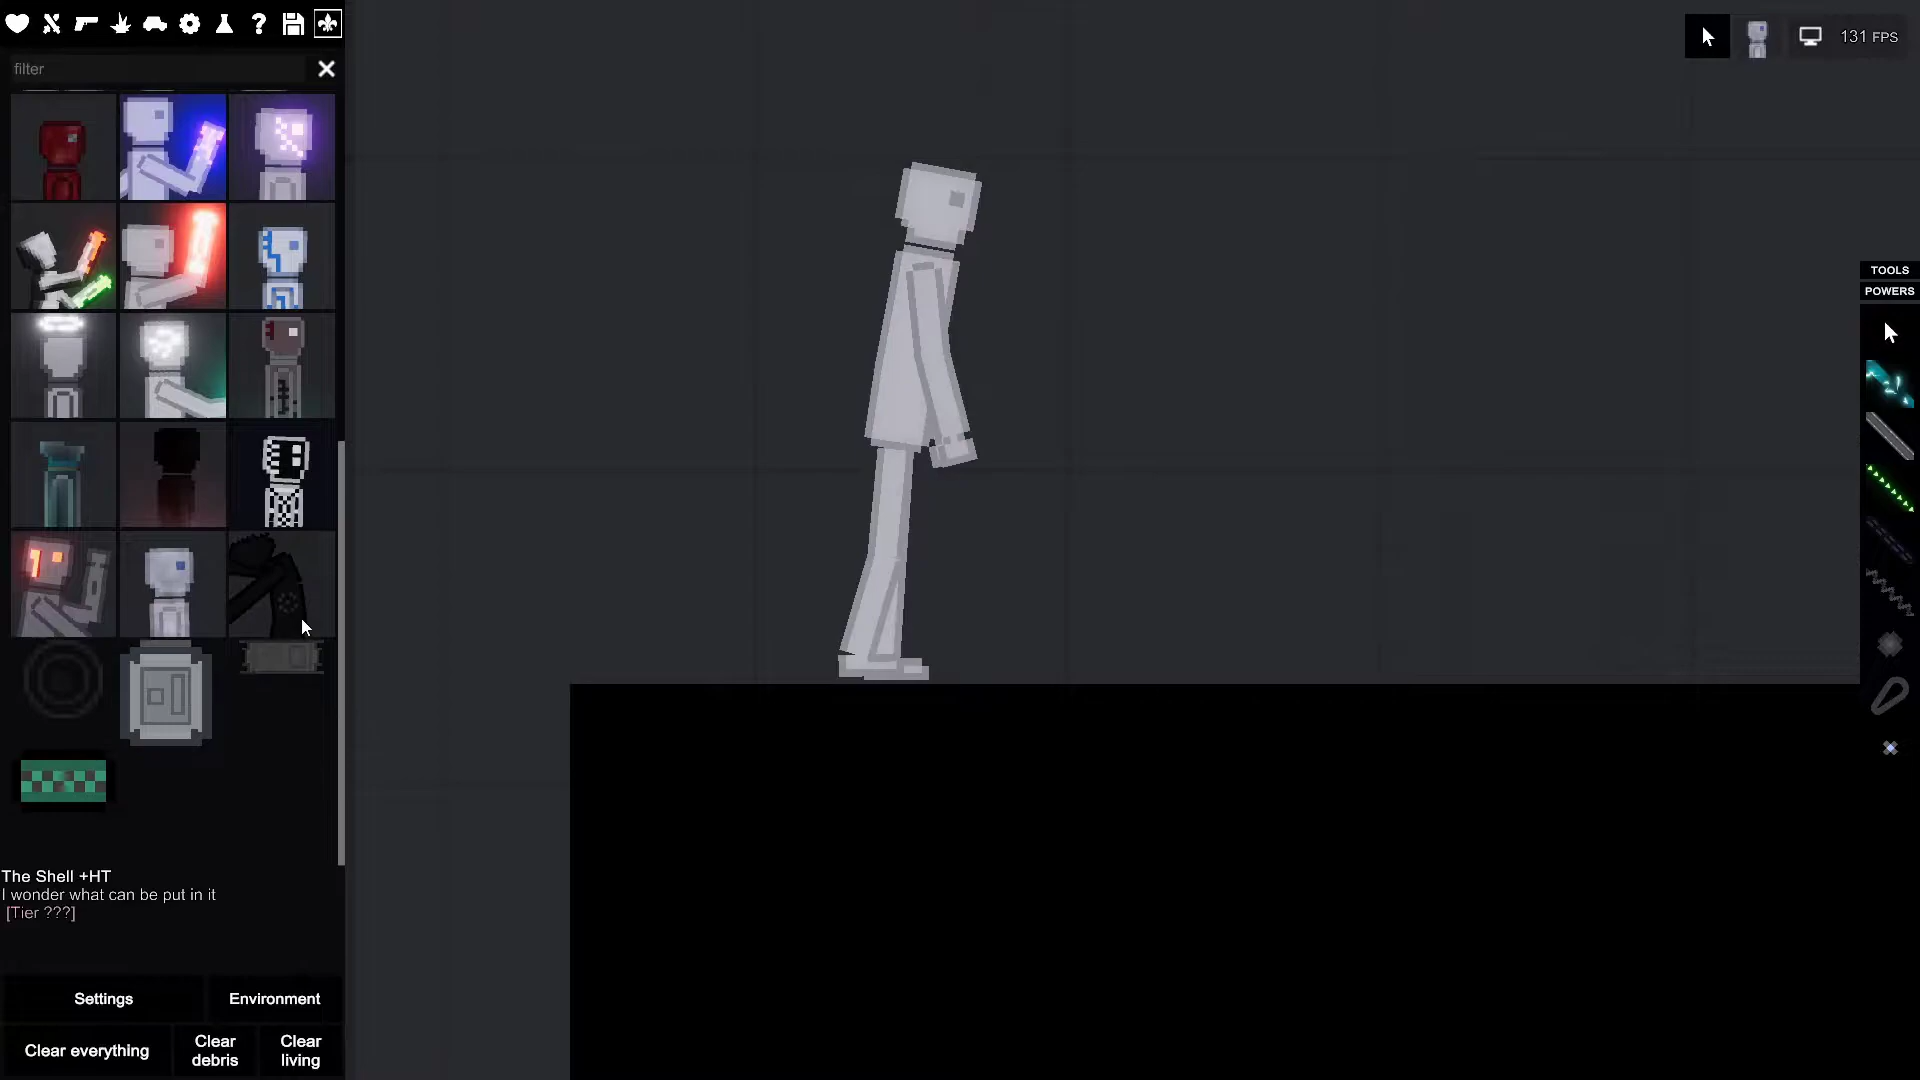 filter
131 FPS
TOOLS
POWERS
The Shell +HT
I wonder what can be put in it
[Tier ???]
Settings
Environment
Clear everything
Clear
debris
Clear
living